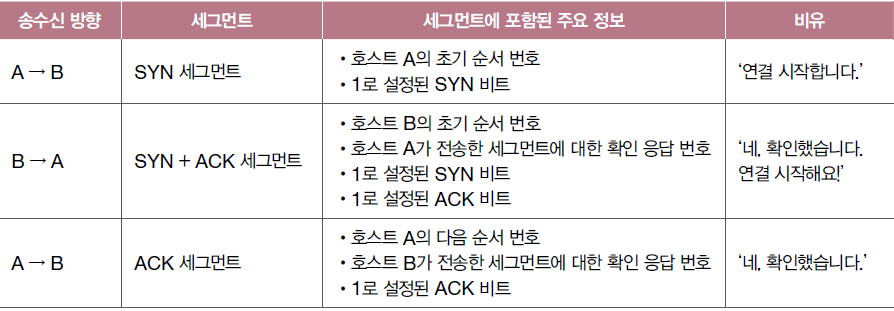 송수신 방향 세그먼트 세그먼트에 포함된 주요 정보 비유
A → B SYN 세그먼트
• 호스트 A의 초기 순서 번호
• 1로 설정된 SYN 비트
‘연결 시작합니다.’
B → A SYN + ACK 세그먼트
• 호스트 B의 초기 순서 번호
• 호스트 A가 전송한 세그먼트에 대한 확인 응답 번호
• 1로 설정된 SYN 비트
• 1로 설정된 ACK 비트
‘네, 확인했습니다.
연결 시작해요!’
A → B ACK 세그먼트
• 호스트 A의 다음 순서 번호
• 호스트 B가 전송한 세그먼트에 대한 확인 응답 번호
• 1로 설정된 ACK 비트
‘네, 확인했습니다.’